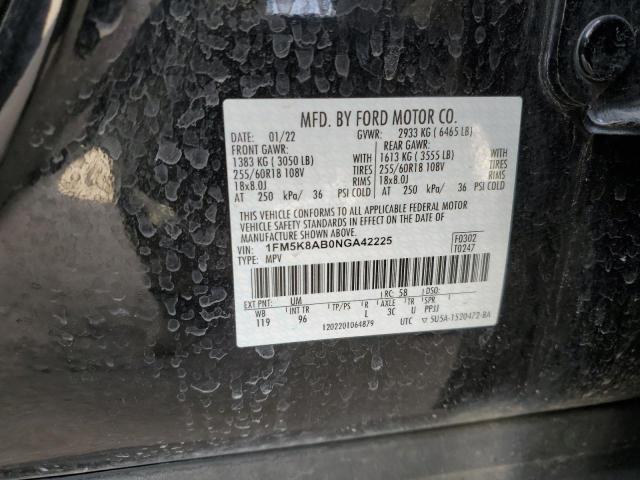 MFD. BY FORD MOTOR CO.
DATE: 01/22 GVWR: 2933 KG ( 6465 LB)
FRONT GAWR: REAR GAWR:
1383 KG ( 3050 LB) WITH 1613 KG ( 3555 LB) WITH
255/60R18 108V TIRES 255/60R18 108V TIRES
18x8.0J RIMS 18x8.0J RIMS
AT 250 kPa/ 36 PSI COLD AT 250 kPa/ 36 PSI COLD
THIS VEHICLE CONFORMS TO ALL APPLICABLE FEDERAL MOTOR
VEHICLE SAFETY STANDARDS IN EFFECT ON THE DATE OF
MANUFACTURE SHOWN ABOVE.
VIN: 1FM5K8AB0NGA42225 F0302
TYPE: MPV T0247
EXT PNT: UM RC: 58 DSO:
WB INT TR TP/PS R AXLE TR SPR
119 96 L 3C U PPJJ
1202201064879 UTC ▽ 5U5A-1520472-BA